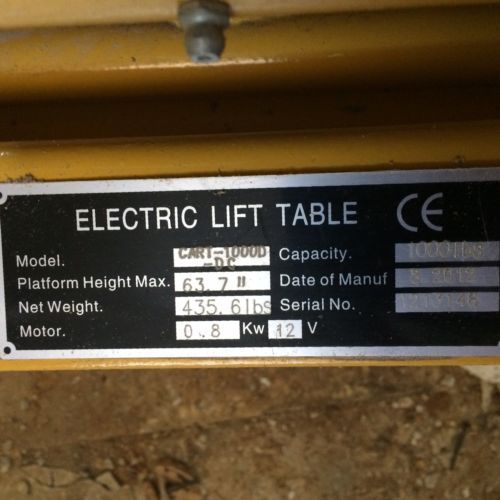 ELECTRIC LIFT TABLE CE
Model. CART-1000D-DC Capacity. 1000lbs
Platform Height Max. 63.7" Date of Manuf 8.2012
Net Weight. 435.6lbs Serial No.
Motor. 0.8 Kw 12 V